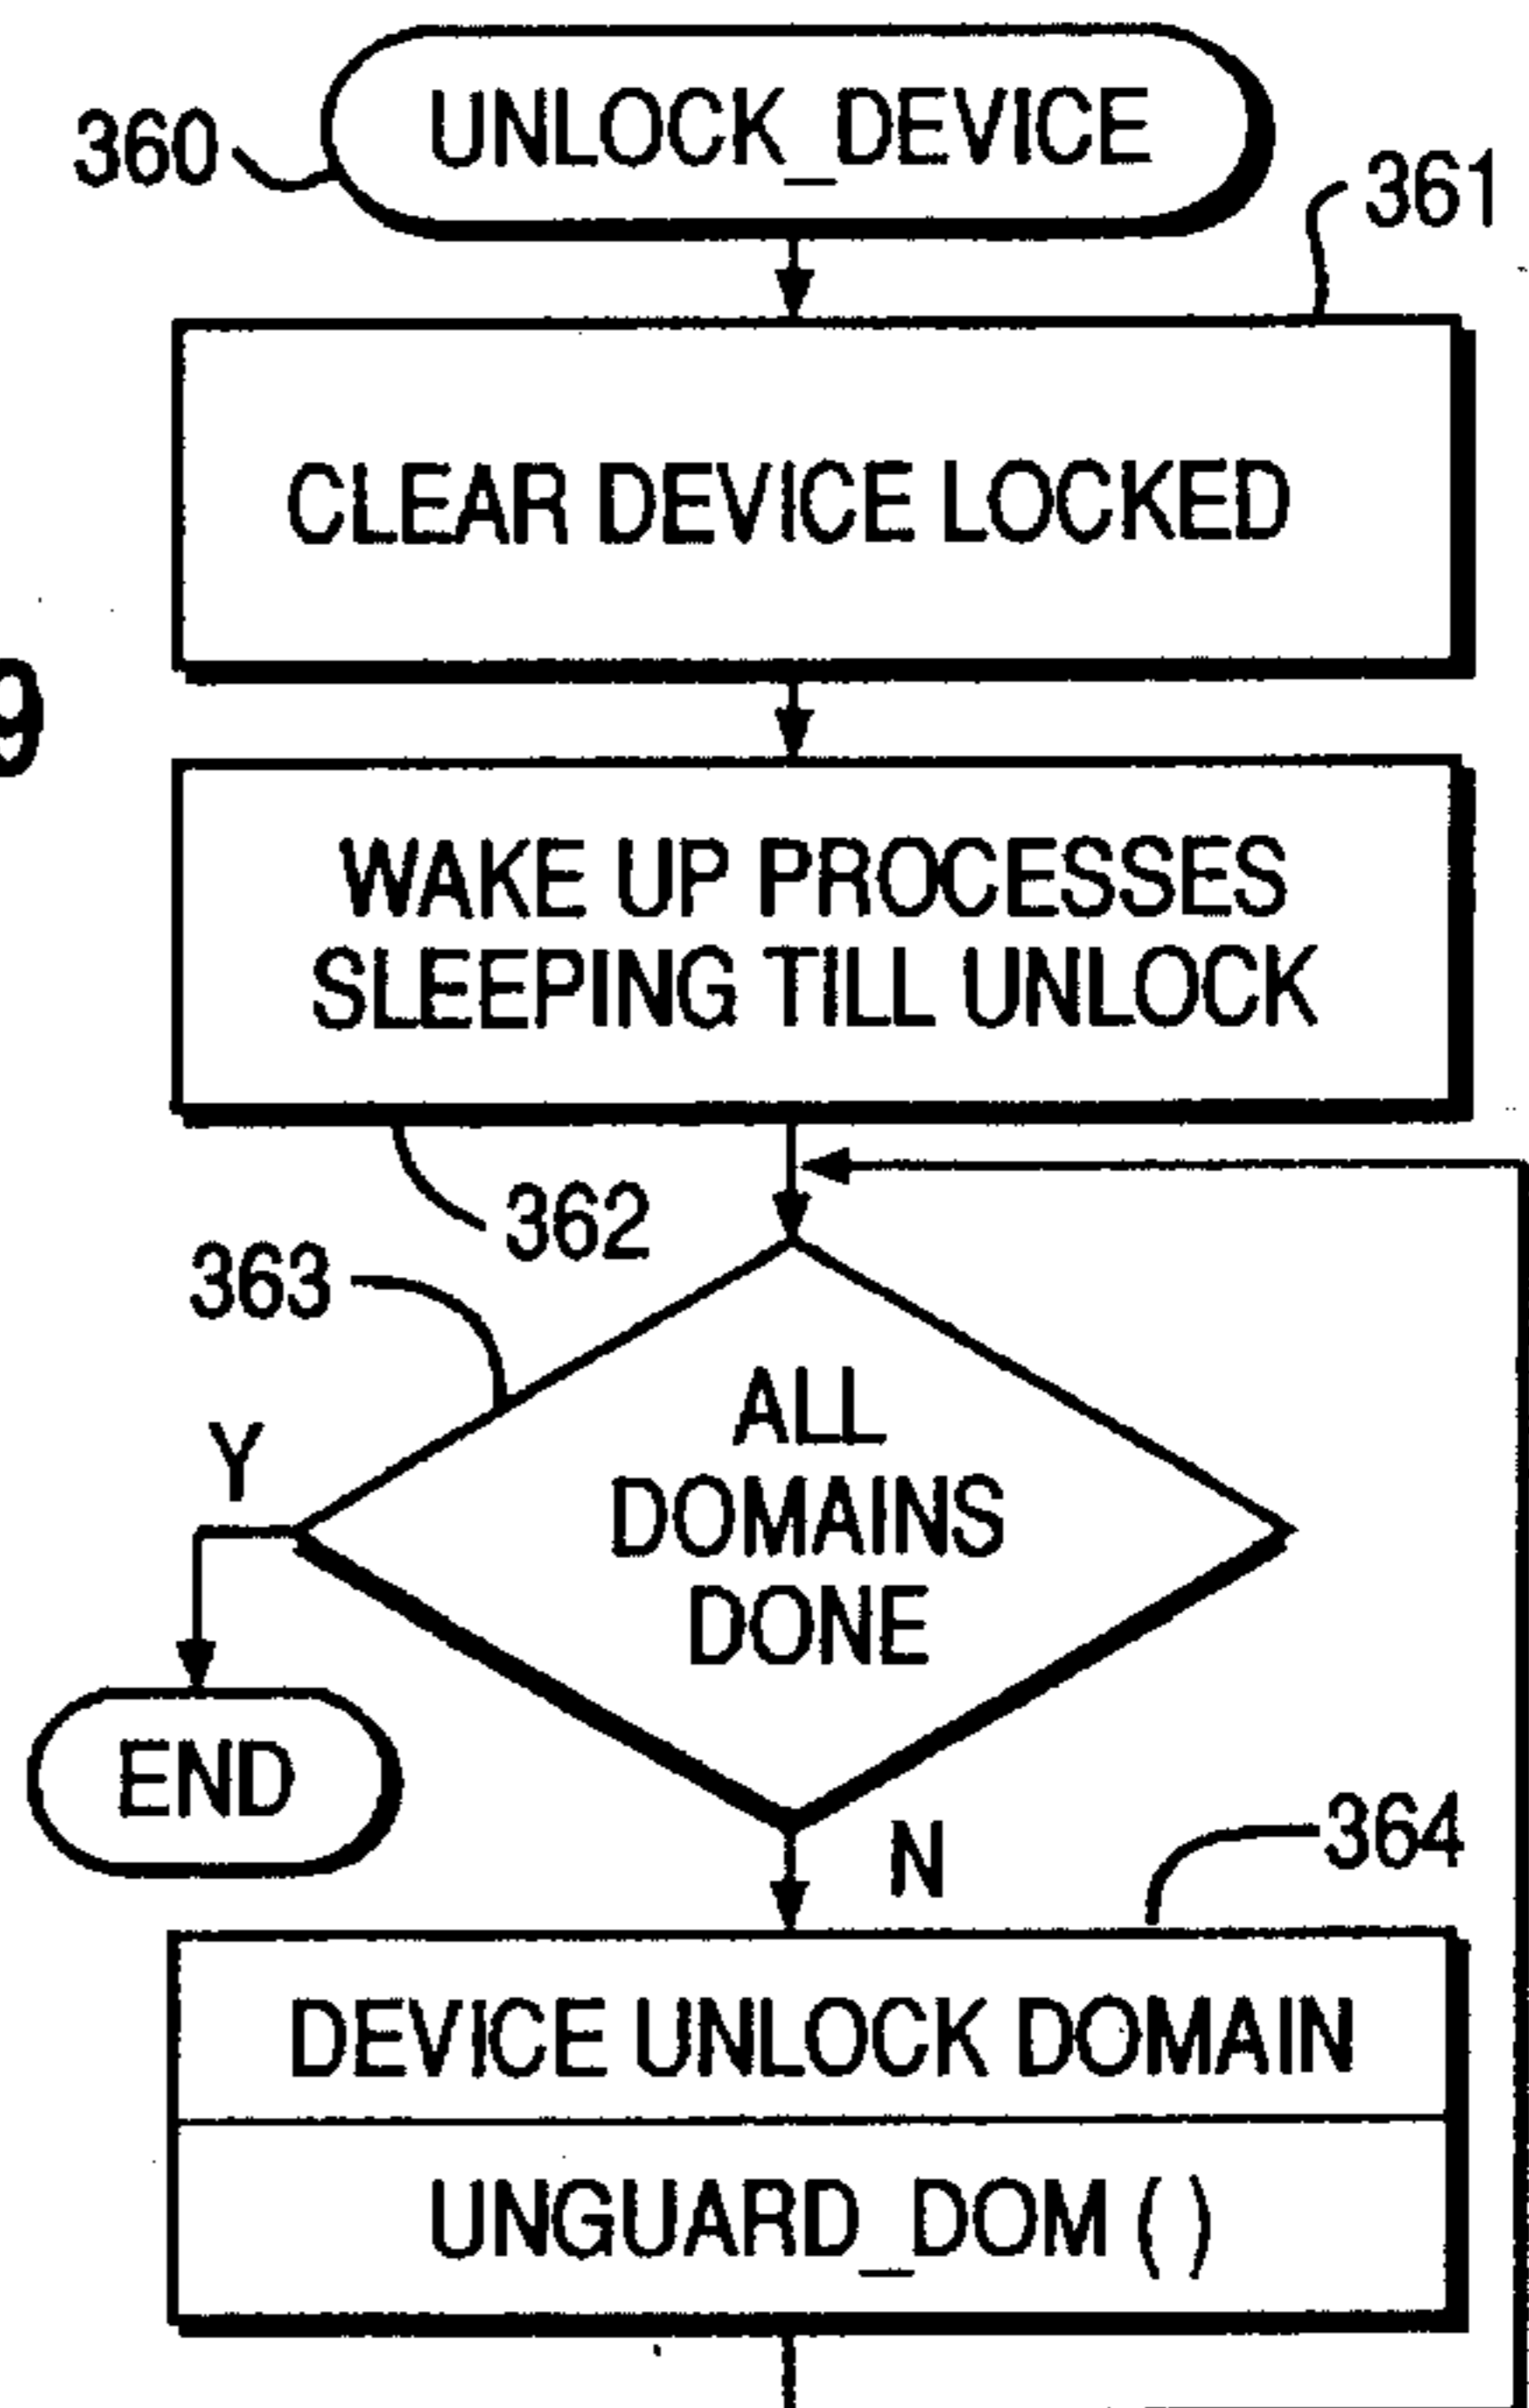 360
UNLOCK_DEVICE
361
CLEAR DEVICE LOCKED
9
WAKE UP PROCESSES
SLEEPING TILL UNLOCK
362
363
ALL
DOMAINS
DONE
Y
END
N
364
DEVICE UNLOCK DOMAIN
UNGUARD_DOM ( )